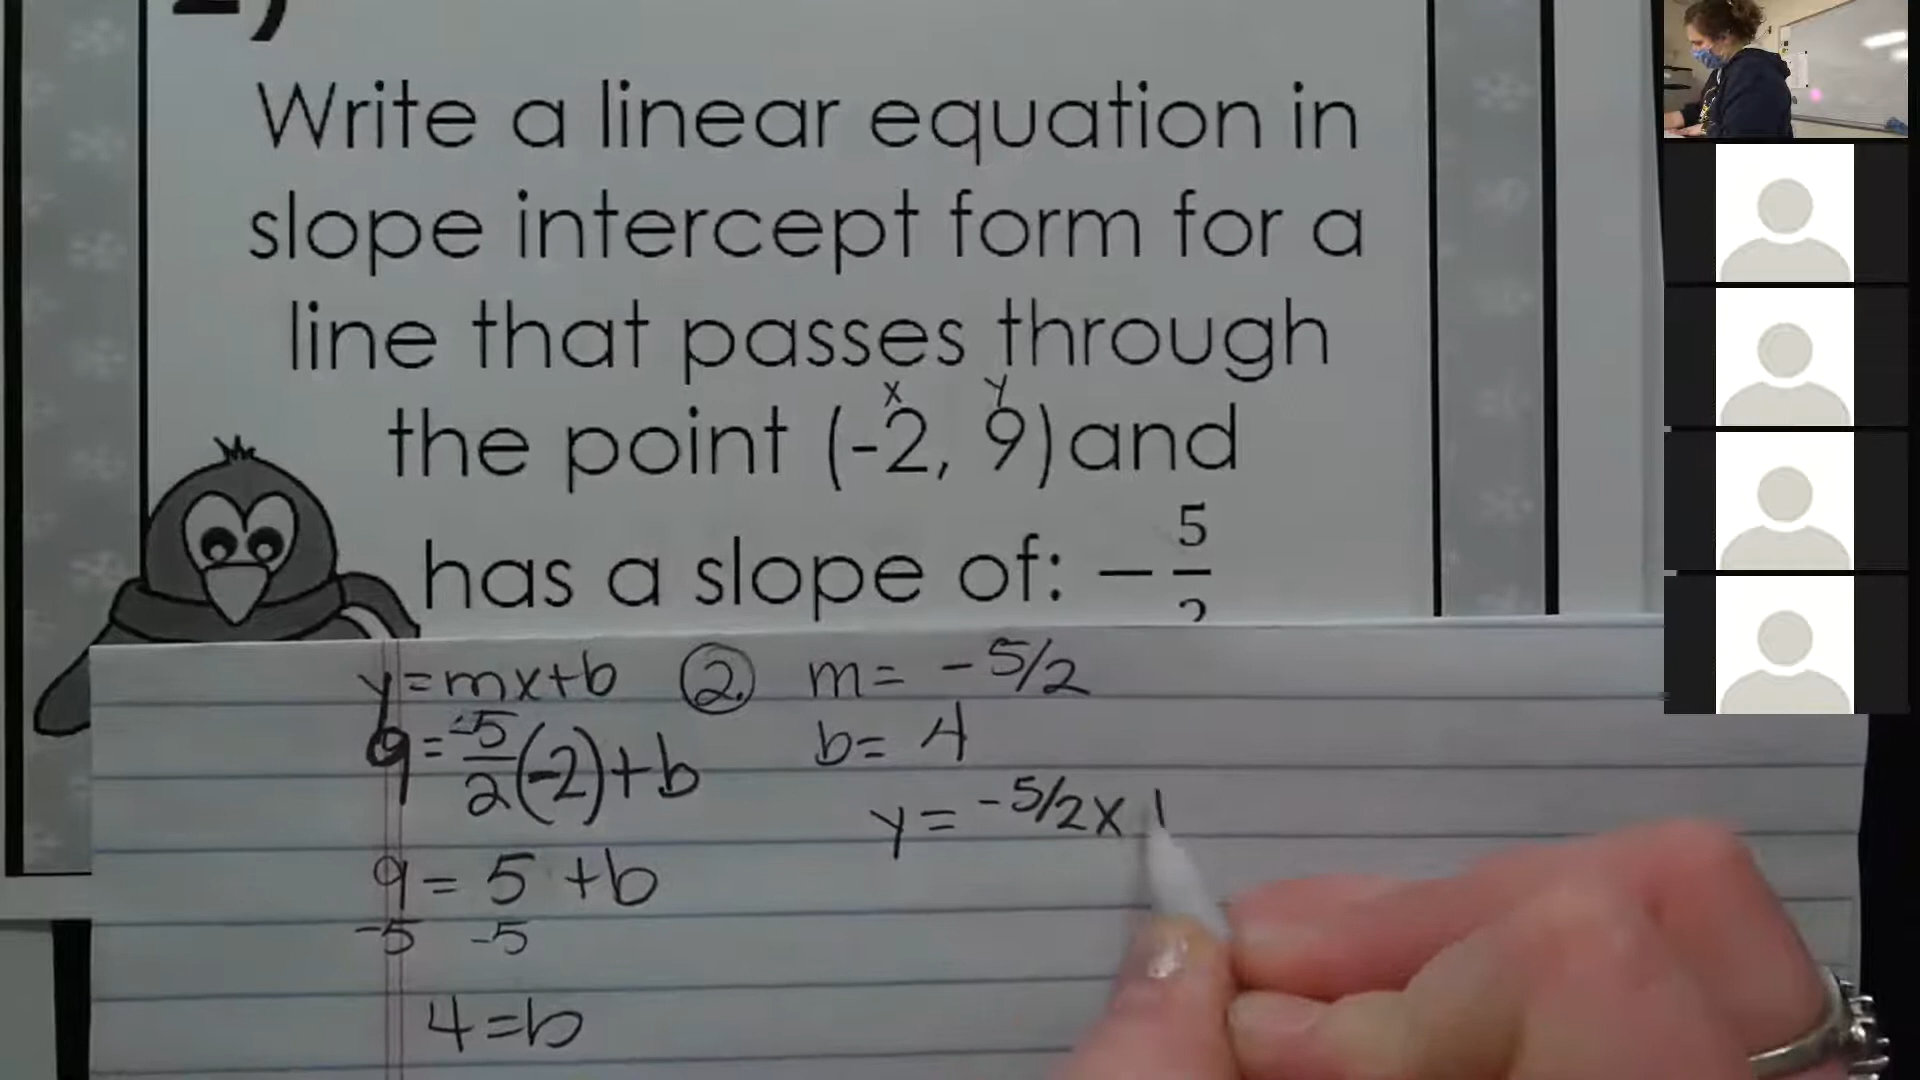 Write a linear equation in
slope intercept form for a
line that passes through
x y
the point (-2, 9) and
has a slope of: - 5/2
y=mx+b
9=-5/2(-2)+b
9=5+b
-5 -5
4=b
2.
m= -5/2
b= 4
y= -5/2x